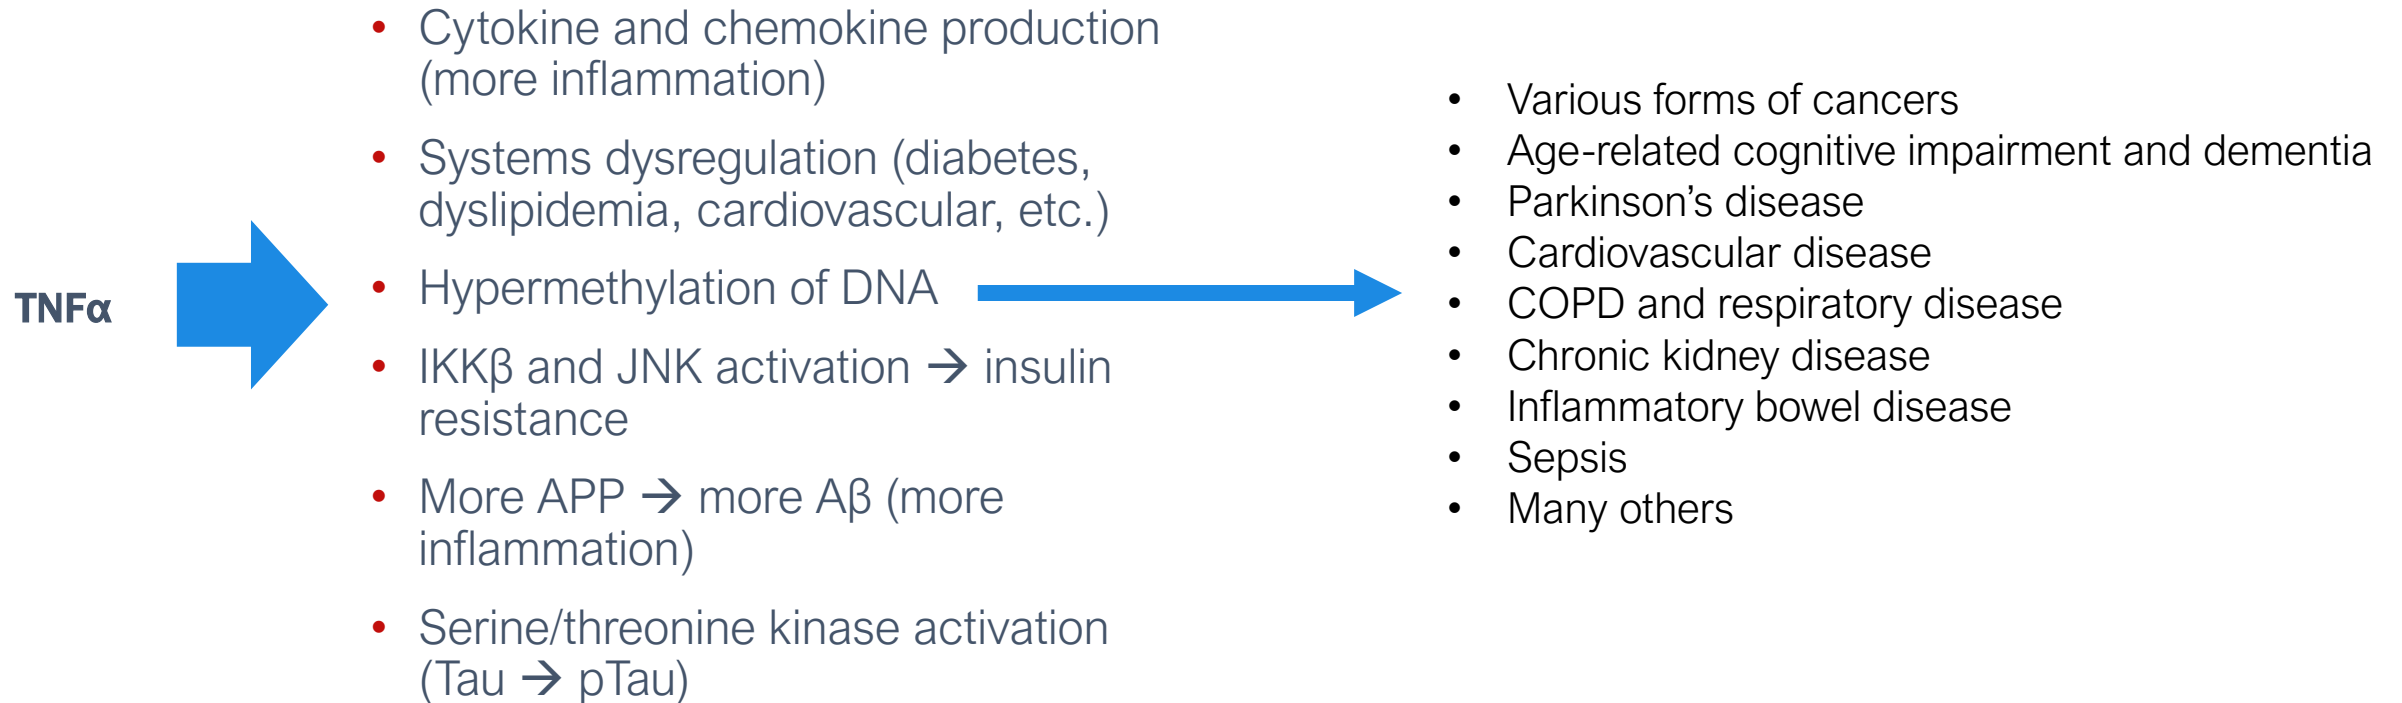 TNFα
• Cytokine and chemokine production
(more inflammation)
• Systems dysregulation (diabetes,
dyslipidemia, cardiovascular, etc.)
• Hypermethylation of DNA
• IKKβ and JNK activation → insulin
resistance
• More APP → more Aβ (more
inflammation)
• Serine/threonine kinase activation
(Tau → pTau)
• Various forms of cancers
• Age-related cognitive impairment and dementia
• Parkinson’s disease
• Cardiovascular disease
• COPD and respiratory disease
• Chronic kidney disease
• Inflammatory bowel disease
• Sepsis
• Many others